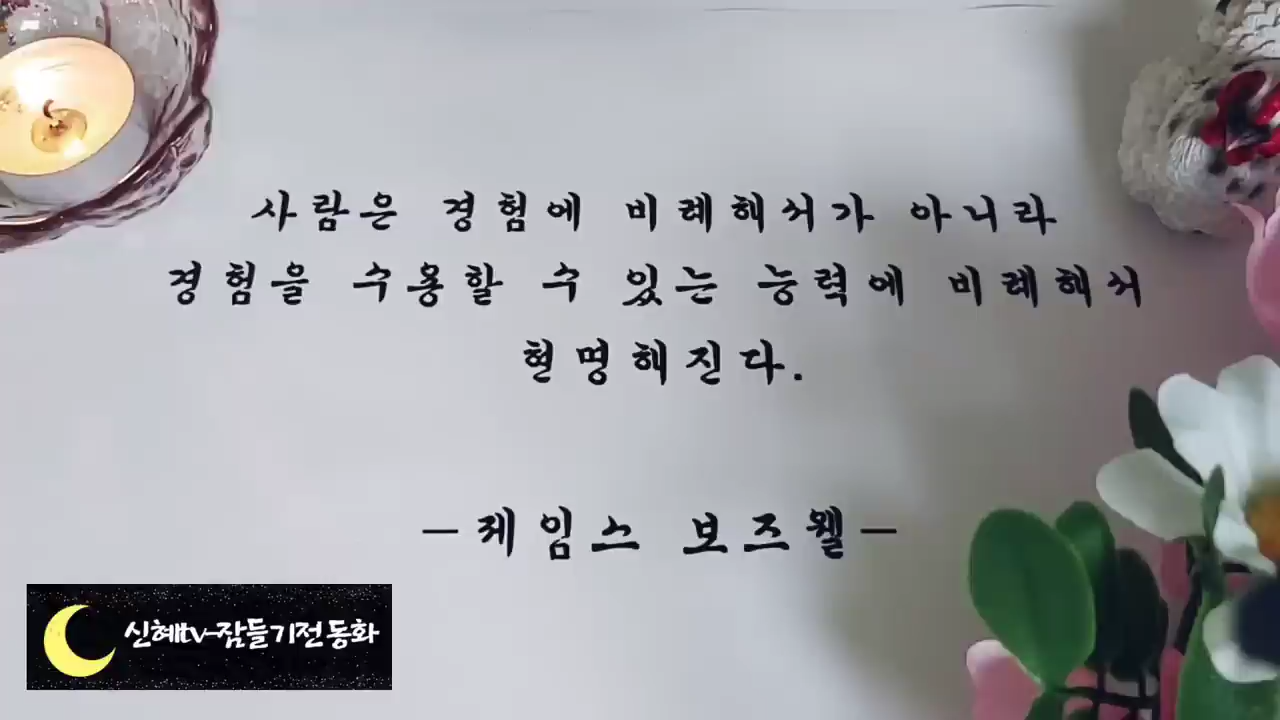 사람은 경험에 비례해서가 아니라
경험을 수용할 수 있는 능력에 비례해서
현명해진다.
-제임스 보즈웰-
신혜tv-잠들기전 동화